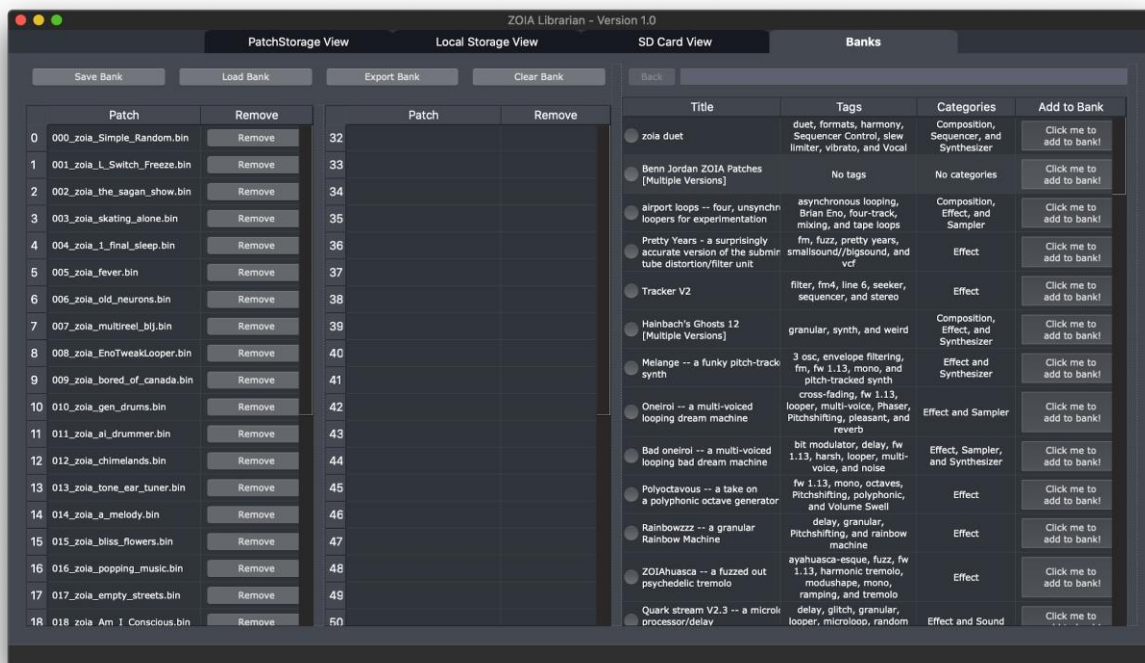 ZOIA Librarian - Version 1.0
PatchStorage View
Local Storage View
SD Card View
Banks
Save Bank
Load Bank
Export Bank
Clear Bank
Back
Patch
Remove
0 000_zoia_Simple_Random.bin Remove
1 001_zoia_L_Switch_Freeze.bin Remove
2 002_zoia_the_sagan_show.bin Remove
3 003_zoia_skating_alone.bin Remove
4 004_zoia_1_final_sleep.bin Remove
5 005_zoia_fever.bin Remove
6 006_zoia_old_neurons.bin Remove
7 007_zoia_multireel_blj.bin Remove
8 008_zoia_EnoTweakLooper.bin Remove
9 009_zoia_bored_of_canada.bin Remove
10 010_zoia_gen_drums.bin Remove
11 011_zoia_ai_drummer.bin Remove
12 012_zoia_chimelands.bin Remove
13 013_zoia_tone_ear_tuner.bin Remove
14 014_zoia_a_melody.bin Remove
15 015_zoia_bliss_flowers.bin Remove
16 016_zoia_popping_music.bin Remove
17 017_zoia_empty_streets.bin Remove
18 018_zoia_Am_I_Conscious.bin Remove
Patch
Remove
32
33
34
35
36
37
38
39
40
41
42
43
44
45
46
47
48
49
50
Title
Tags
Categories
Add to Bank
zoia duet
duet, formats, harmony,
Sequencer Control, slew
limiter, vibrato, and Vocal
Composition,
Sequencer, and
Synthesizer
Click me to
add to bank!
Benn Jordan ZOIA Patches
[Multiple Versions]
No tags
No categories
Click me to
add to bank!
airport loops -- four, unsynchr
loopers for experimentation
asynchronous looping,
Brian Eno, four-track,
mixing, and tape loops
Composition,
Effect, and
Sampler
Click me to
add to bank!
Pretty Years - a surprisingly
accurate version of the submin
tube distortion/filter unit
fm, fuzz, pretty years,
smallsound//bigsound, and
vcf
Effect
Click me to
add to bank!
Tracker V2
filter, fm4, line 6, seeker,
sequencer, and stereo
Effect
Click me to
add to bank!
Hainbach's Ghosts 12
[Multiple Versions]
granular, synth, and weird
Composition,
Effect, and
Synthesizer
Click me to
add to bank!
Melange -- a funky pitch-track
synth
3 osc, envelope filtering,
fm, fw 1.13, mono, and
pitch-tracked synth
Effect and
Synthesizer
Click me to
add to bank!
Oneiroi -- a multi-voiced
looping dream machine
cross-fading, fw 1.13,
looper, multi-voice, Phaser,
Pitchshifting, pleasant, and
reverb
Effect and Sampler
Click me to
add to bank!
Bad oneiroi -- a multi-voiced
looping bad dream machine
bit modulator, delay, fw
1.13, harsh, looper, multi-
voice, and noise
Effect, Sampler,
and Synthesizer
Click me to
add to bank!
Polyoctavous -- a take on
a polyphonic octave generator
fw 1.13, mono, octaves,
Pitchshifting, polyphonic,
and Volume Swell
Effect
Click me to
add to bank!
Rainbowzzz -- a granular
Rainbow Machine
delay, granular,
Pitchshifting, and rainbow
machine
Effect
Click me to
add to bank!
ZOIAhuasca -- a fuzzed out
psychedelic tremolo
ayahuasca-esque, fuzz, fw
1.13, harmonic tremolo,
modushape, mono,
ramping, and tremolo
Effect
Click me to
add to bank!
Quark stream V2.3 -- a microl
processor/delay
delay, glitch, granular,
looper, microloop, random
Effect and Sound
Click me to